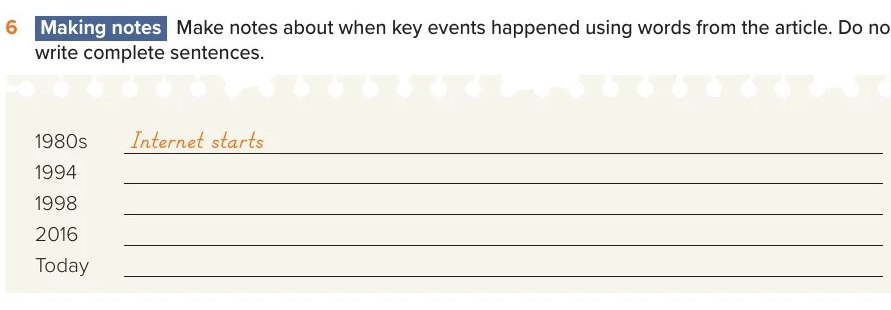 6 Making notes Make notes about when key events happened using words from the article. Do no
write complete sentences.
1980s Internet starts
1994
1998
2016
Today